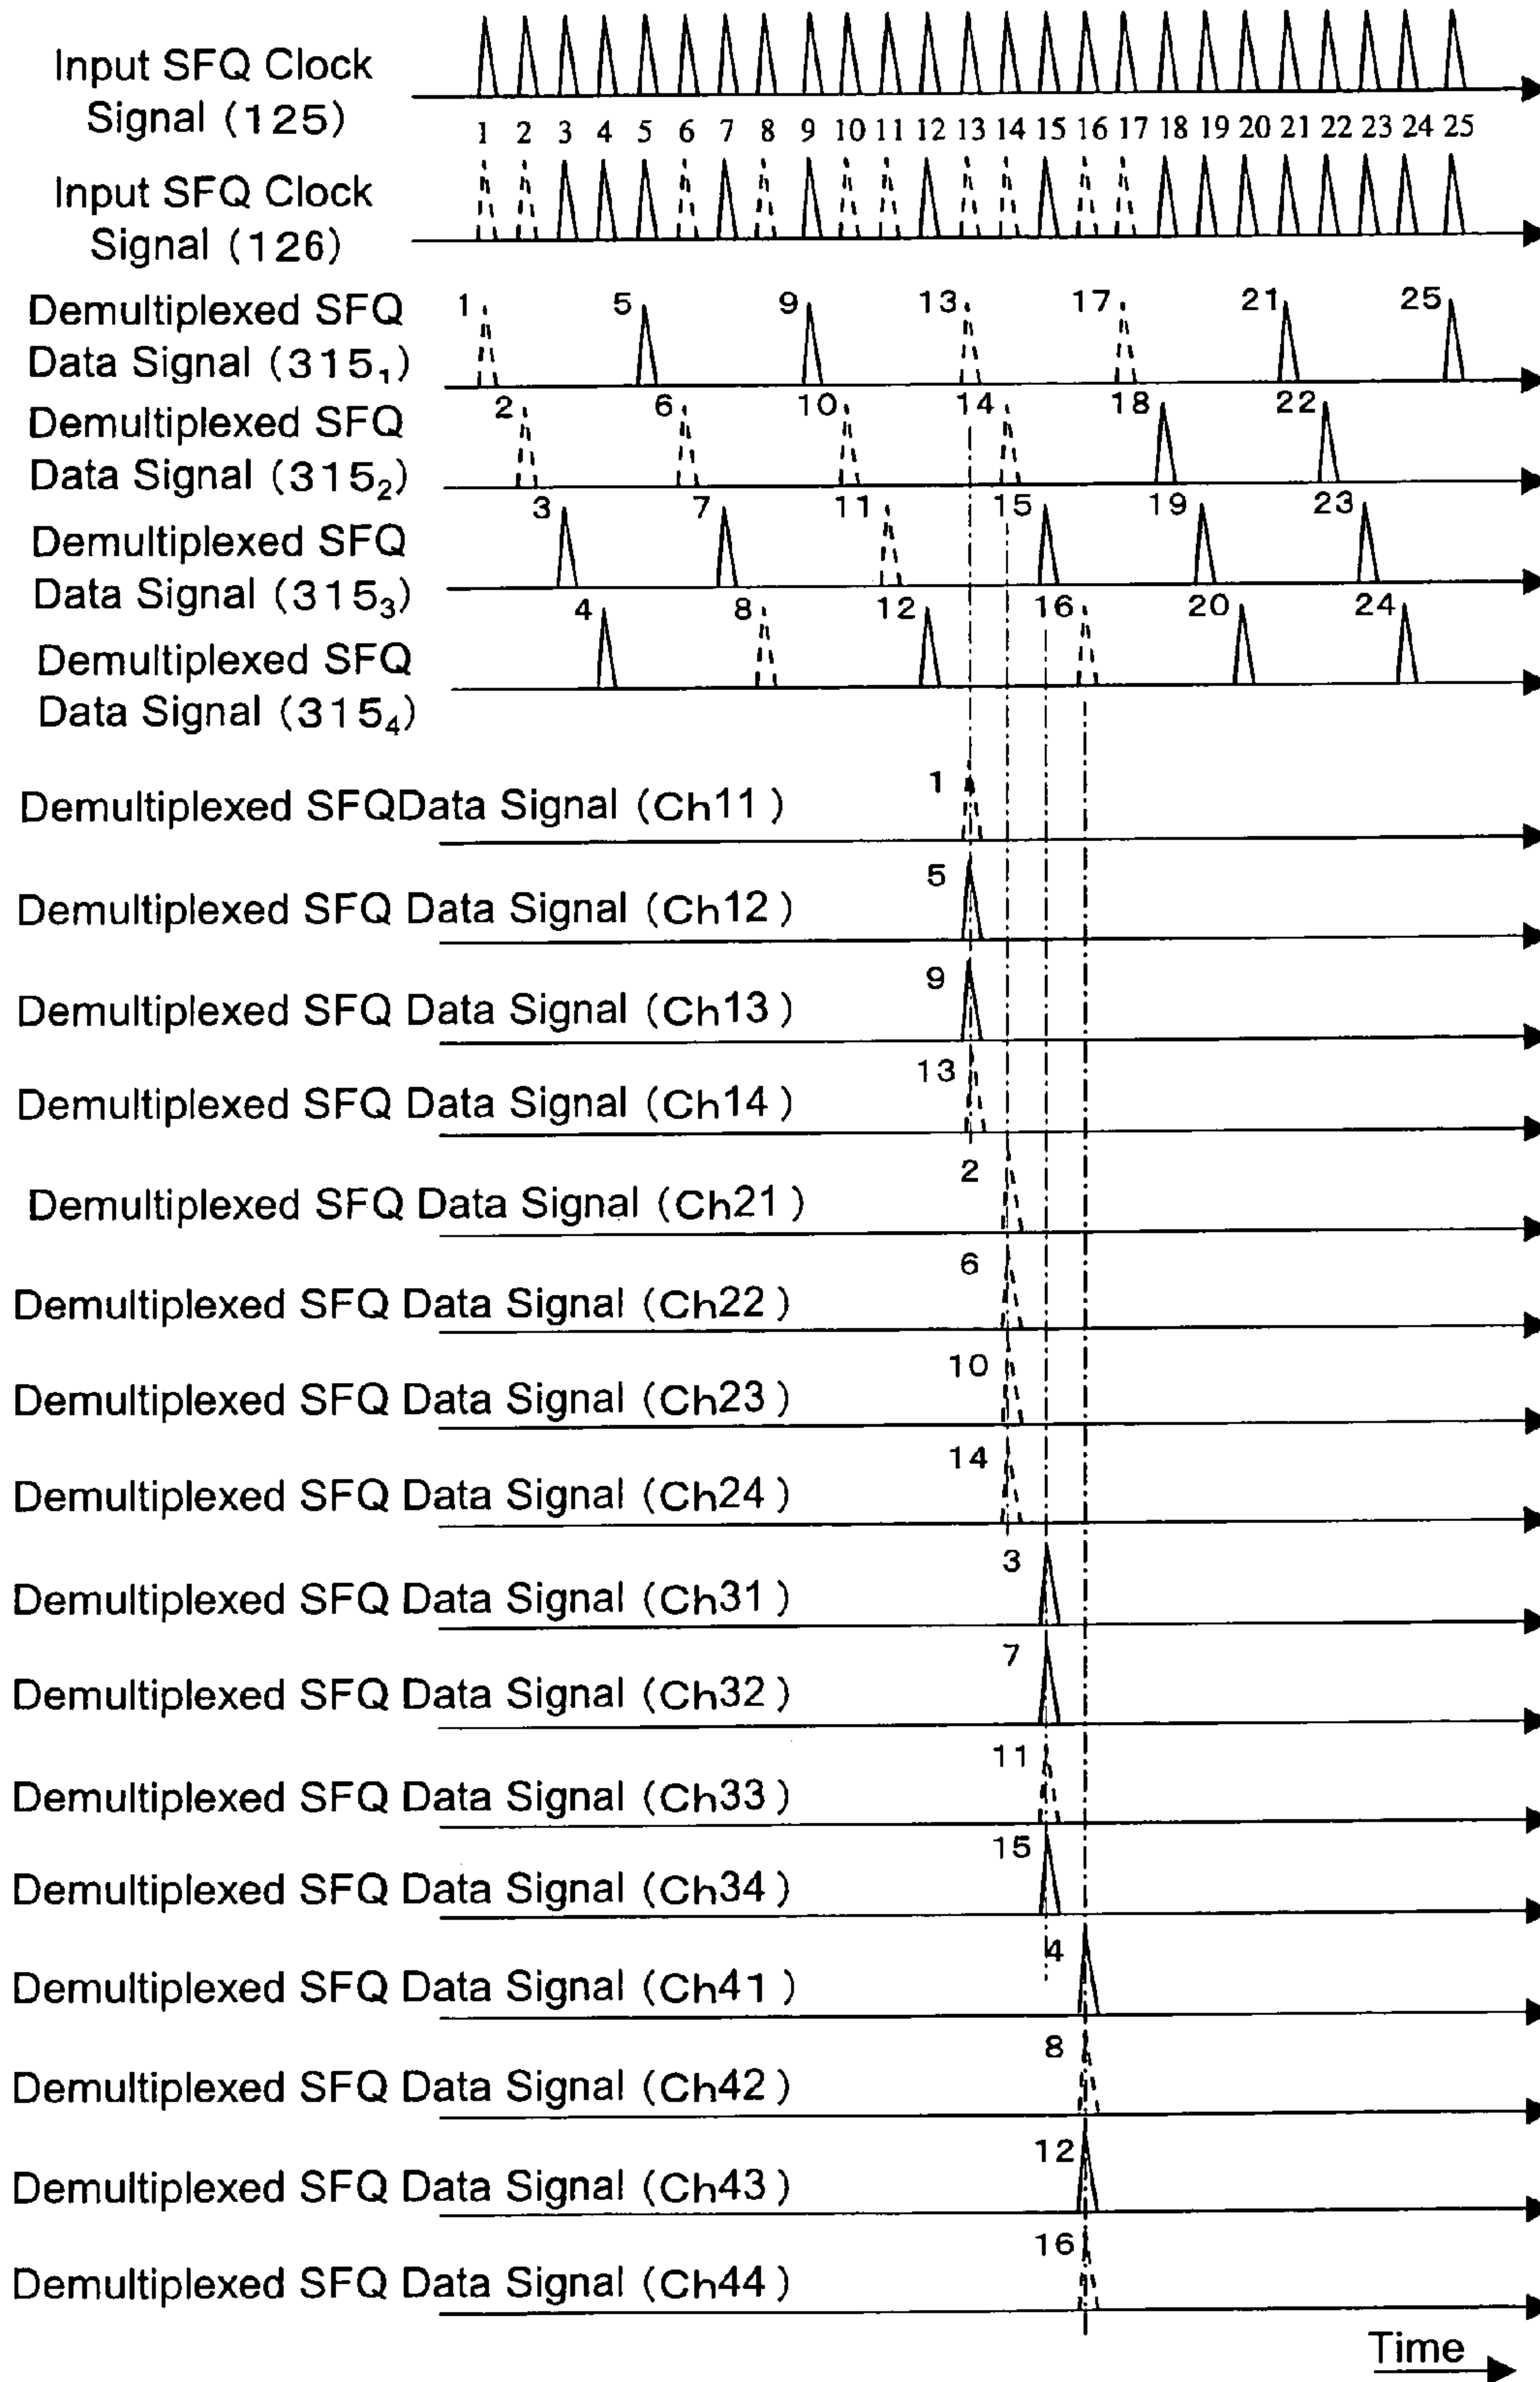 Input SFQ Clock
Signal (125)
1 2 3 4 5 6 7 8 9 10 11 12 13 14 15 16 17 18 19 20 21 22 23 24 25
Input SFQ Clock
Signal (126)
Demultiplexed SFQ
Data Signal (315₁)
1 5 9 13 17 21 25
Demultiplexed SFQ
Data Signal (315₂)
2 6 10 14 18 22
Demultiplexed SFQ
Data Signal (315₃)
3 7 11 15 19 23
Demultiplexed SFQ
Data Signal (315₄)
4 8 12 16 20 24
Demultiplexed SFQData Signal (Ch11)
1
Demultiplexed SFQ Data Signal (Ch12)
5
Demultiplexed SFQ Data Signal (Ch13)
9
Demultiplexed SFQ Data Signal (Ch14)
13
Demultiplexed SFQ Data Signal (Ch21)
2
Demultiplexed SFQ Data Signal (Ch22)
6
Demultiplexed SFQ Data Signal (Ch23)
10
Demultiplexed SFQ Data Signal (Ch24)
14
Demultiplexed SFQ Data Signal (Ch31)
3
Demultiplexed SFQ Data Signal (Ch32)
7
Demultiplexed SFQ Data Signal (Ch33)
11
Demultiplexed SFQ Data Signal (Ch34)
15
Demultiplexed SFQ Data Signal (Ch41)
4
Demultiplexed SFQ Data Signal (Ch42)
8
Demultiplexed SFQ Data Signal (Ch43)
12
Demultiplexed SFQ Data Signal (Ch44)
16
Time